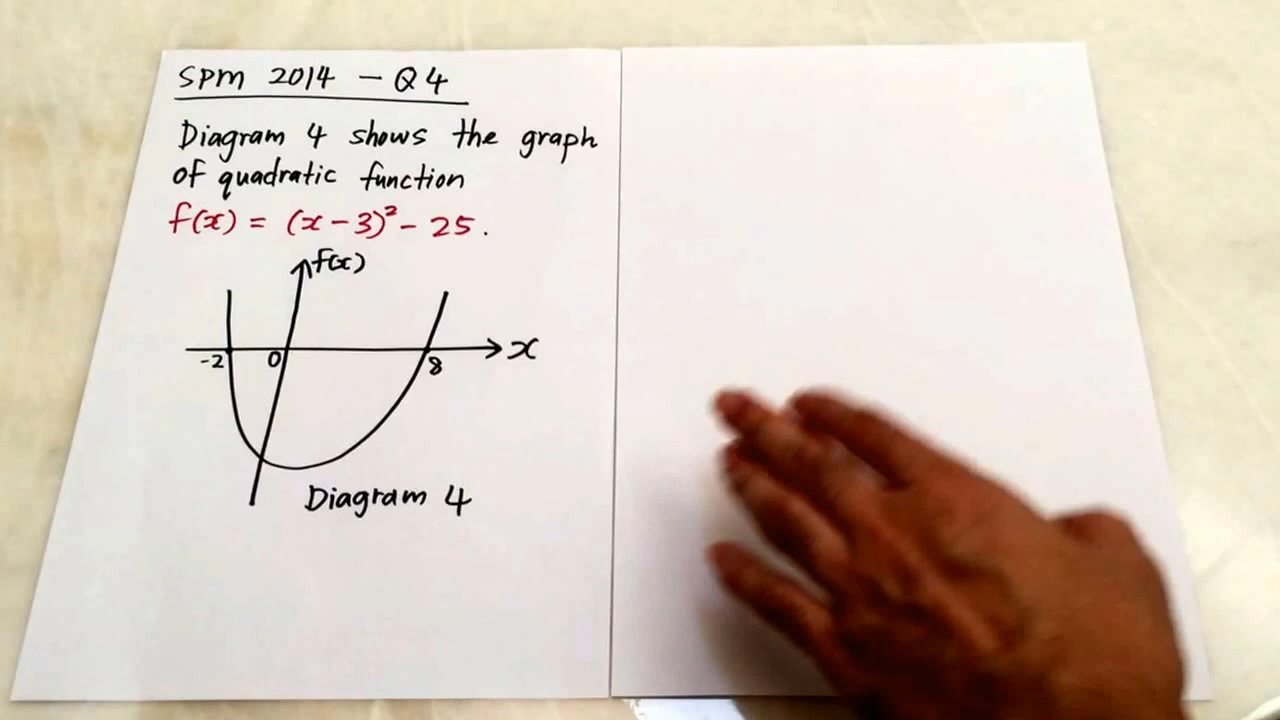 SPM 2014 - Q4
Diagram 4 shows the graph
of quadratic function
f(x) = (x - 3)² - 25.
f(x)
-2 0 8 x
Diagram 4